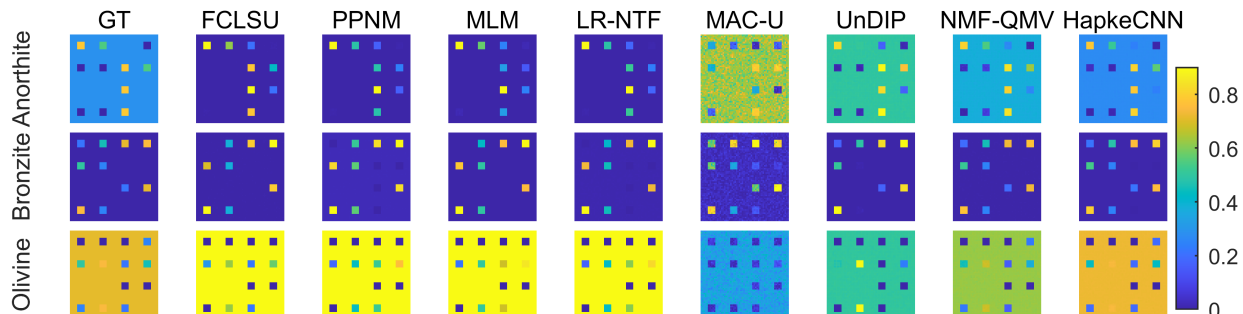 GT FCLSU PPNM MLM LR-NTF MAC-U UnDIP NMF-QMV HapkeCNN
Anorthite
Bronzite
Olivine
0.8
0.6
0.4
0.2
0